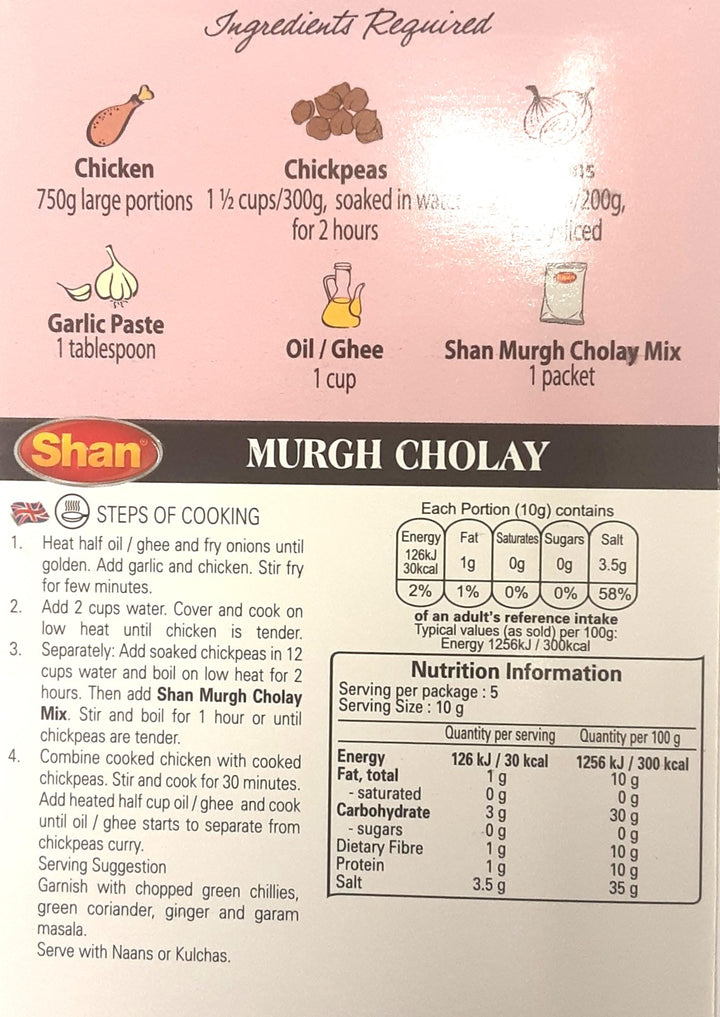 Ingredients Required
Chicken
750g large portions
Chickpeas
1 ½ cups/300g, soaked in
for 2 hours
/200g,
Garlic Paste
1 tablespoon
Oil / Ghee
1 cup
Shan Murgh Cholay Mix
1 packet
Shan®
MURGH CHOLAY
STEPS OF COOKING
1. Heat half oil / ghee and fry onions until
golden. Add garlic and chicken. Stir fry
for few minutes.
2. Add 2 cups water. Cover and cook on
low heat until chicken is tender.
3. Separately: Add soaked chickpeas in 12
cups water and boil on low heat for 2
hours. Then add Shan Murgh Cholay
Mix. Stir and boil for 1 hour or until
chickpeas are tender.
4. Combine cooked chicken with cooked
chickpeas. Stir and cook for 30 minutes.
Add heated half cup oil / ghee and cook
until oil / ghee starts to separate from
chickpeas curry.
Serving Suggestion
Garnish with chopped green chillies,
green coriander, ginger and garam
masala.
Serve with Naans or Kulchas.
Each Portion (10g) contains
Energy Fat Saturates Sugars Salt
126kJ
30kcal 1g 0g 0g 3.5g
2% 1% 0% 0% 58%
of an adult's reference intake
Typical values (as sold) per 100g:
Energy 1256kJ / 300kcal
Nutrition Information
Serving per package : 5
Serving Size : 10 g
Quantity per serving Quantity per 100 g
Energy 126 kJ / 30 kcal 1256 kJ / 300 kcal
Fat, total 1 g 10 g
- saturated 0 g 0 g
Carbohydrate 3 g 30 g
- sugars 0 g 0 g
Dietary Fibre 1 g 10 g
Protein 1 g 10 g
Salt 3.5 g 35 g